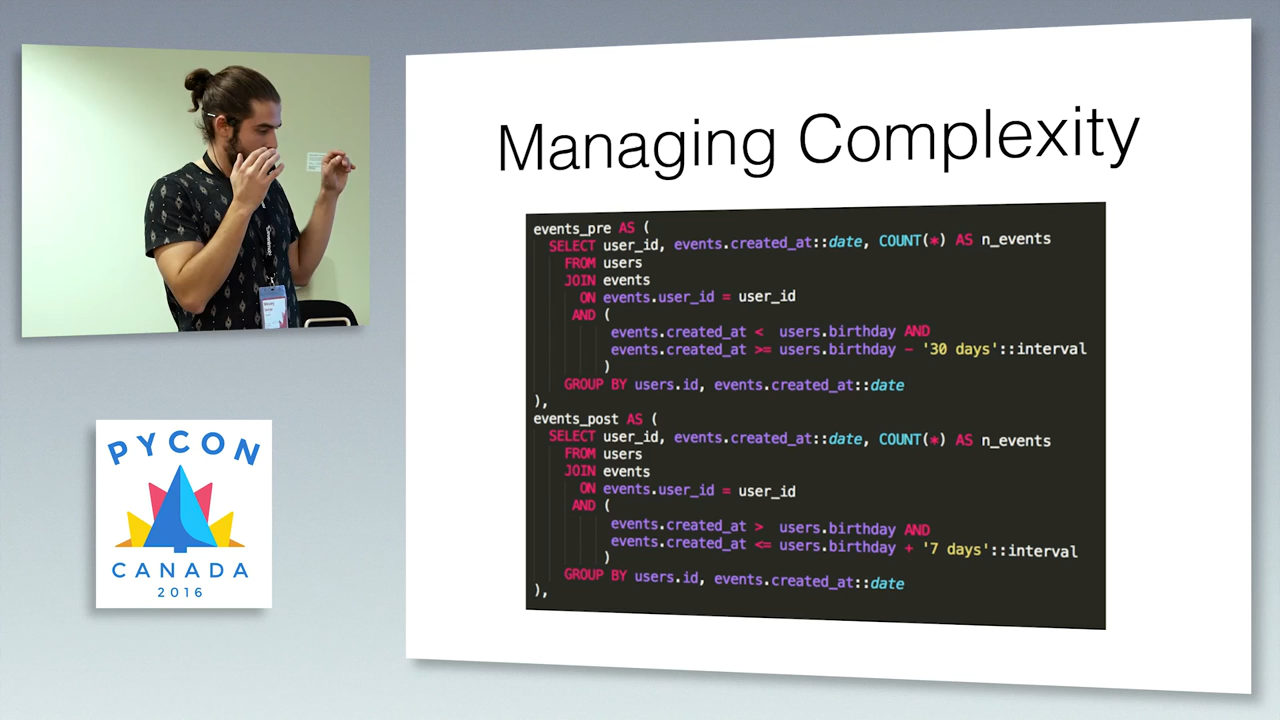 Managing Complexity
events_pre AS (
SELECT user_id, events.created_at::date, COUNT(*) AS n_events
FROM users
JOIN events
ON events.user_id = user_id
AND (
events.created_at < users.birthday AND
events.created_at >= users.birthday - '30 days'::interval
)
GROUP BY users.id, events.created_at::date
),
events_post AS (
SELECT user_id, events.created_at::date, COUNT(*) AS n_events
FROM users
JOIN events
ON events.user_id = user_id
AND (
events.created_at > users.birthday AND
events.created_at <= users.birthday + '7 days'::interval
)
GROUP BY users.id, events.created_at::date
),
PYCON
CANADA
2016